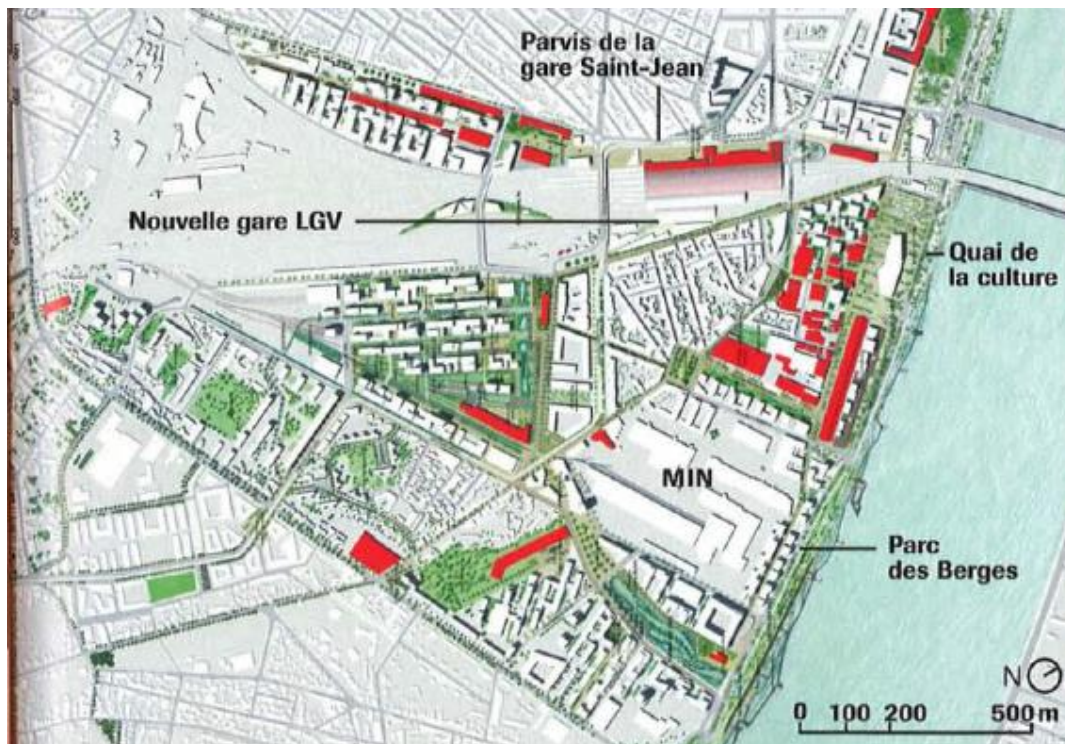 Parvis de la
gare Saint-Jean
Nouvelle gare LGV
Quai de
la culture
MIN
Parc
des Berges
N
0 100 200 500 m